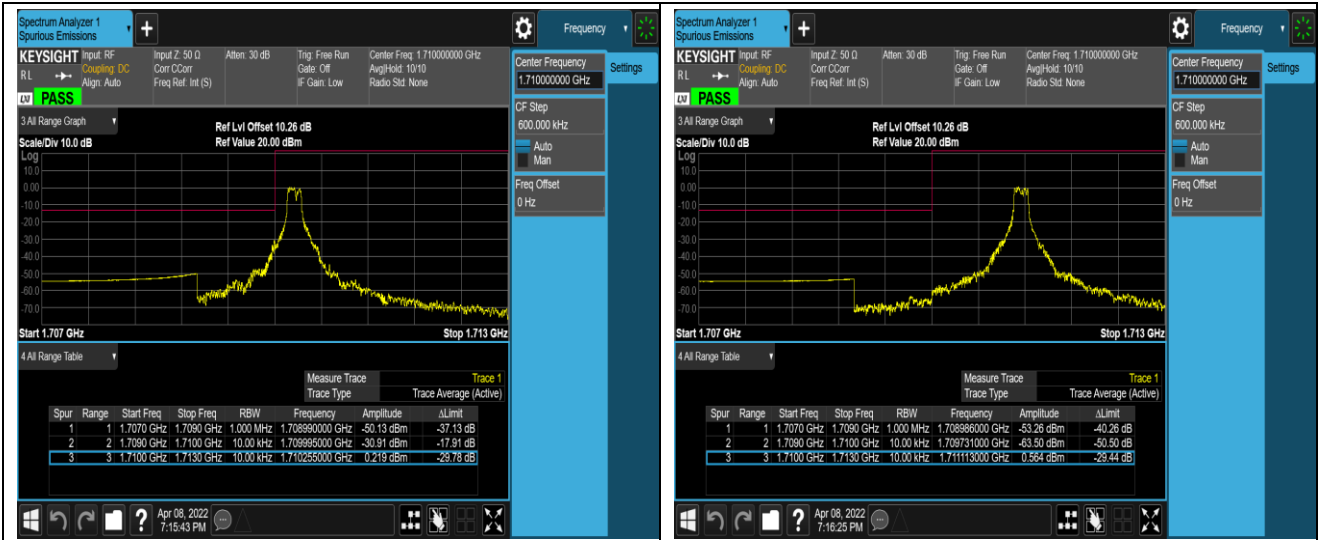 Spectrum Analyzer 1
Spurious Emissions
Frequency
KEYSIGHT Input: RF Input Z: 50 Ω Atten: 30 dB Trig: Free Run Center Freq: 1.710000000 GHz
RL Coupling: DC Corr CCorr Gate: Off Avg|Hold: 10/10
Align: Auto Freq Ref: Int (S) IF Gain: Low Radio Std: None
LXI PASS
Center Frequency
1.710000000 GHz
Settings
CF Step
600.000 kHz
Auto
Man
Freq Offset
0 Hz
3 All Range Graph
Ref Lvl Offset 10.26 dB
Scale/Div 10.0 dB Ref Value 20.00 dBm
Log
10.0
0.00
-10.0
-20.0
-30.0
-40.0
-50.0
-60.0
-70.0
Start 1.707 GHz Stop 1.713 GHz
4 All Range Table
Measure Trace Trace 1
Trace Type Trace Average (Active)
Spur Range Start Freq Stop Freq RBW Frequency Amplitude ΔLimit
1 1 1.7070 GHz 1.7090 GHz 1.000 MHz 1.708990000 GHz -50.13 dBm -37.13 dB
2 2 1.7090 GHz 1.7100 GHz 10.00 kHz 1.709995000 GHz -30.91 dBm -17.91 dB
3 3 1.7100 GHz 1.7130 GHz 10.00 kHz 1.710255000 GHz 0.219 dBm -29.78 dB
?
Apr 08, 2022
7:15:43 PM
Spectrum Analyzer 1
Spurious Emissions
Frequency
KEYSIGHT Input: RF Input Z: 50 Ω Atten: 30 dB Trig: Free Run Center Freq: 1.710000000 GHz
RL Coupling: DC Corr CCorr Gate: Off Avg|Hold: 10/10
Align: Auto Freq Ref: Int (S) IF Gain: Low Radio Std: None
LXI PASS
Center Frequency
1.710000000 GHz
Settings
CF Step
600.000 kHz
Auto
Man
Freq Offset
0 Hz
3 All Range Graph
Ref Lvl Offset 10.26 dB
Scale/Div 10.0 dB Ref Value 20.00 dBm
Log
10.0
0.00
-10.0
-20.0
-30.0
-40.0
-50.0
-60.0
-70.0
Start 1.707 GHz Stop 1.713 GHz
4 All Range Table
Measure Trace Trace 1
Trace Type Trace Average (Active)
Spur Range Start Freq Stop Freq RBW Frequency Amplitude ΔLimit
1 1 1.7070 GHz 1.7090 GHz 1.000 MHz 1.708986000 GHz -53.26 dBm -40.26 dB
2 2 1.7090 GHz 1.7100 GHz 10.00 kHz 1.709731000 GHz -63.50 dBm -50.50 dB
3 3 1.7100 GHz 1.7130 GHz 10.00 kHz 1.711113000 GHz 0.564 dBm -29.44 dB
?
Apr 08, 2022
7:16:25 PM